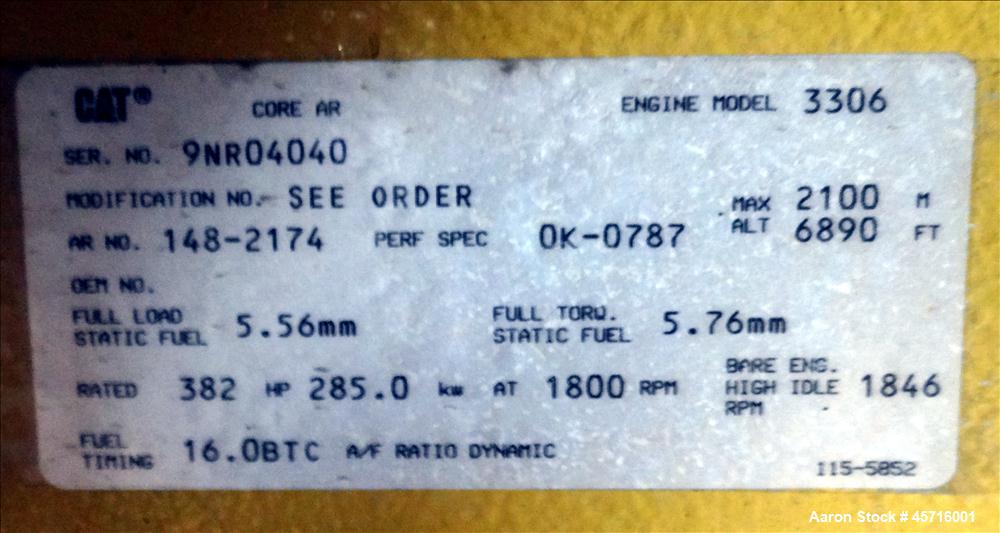 CAT® CORE AR ENGINE MODEL 3306
SER. NO. 9NR04040
MODIFICATION NO. SEE ORDER
MAX ALT 2100 M 6890 FT
AR NO. 148-2174 PERF SPEC 0K-0787
OEM NO.
FULL LOAD STATIC FUEL 5.56mm
FULL TORQ. STATIC FUEL 5.76mm
RATED 382 HP 285.0 kw AT 1800 RPM
BARE ENG. HIGH IDLE RPM 1846
FUEL TIMING 16.0BTC A/F RATIO DYNAMIC
115-5852
Aaron Stock # 45716001